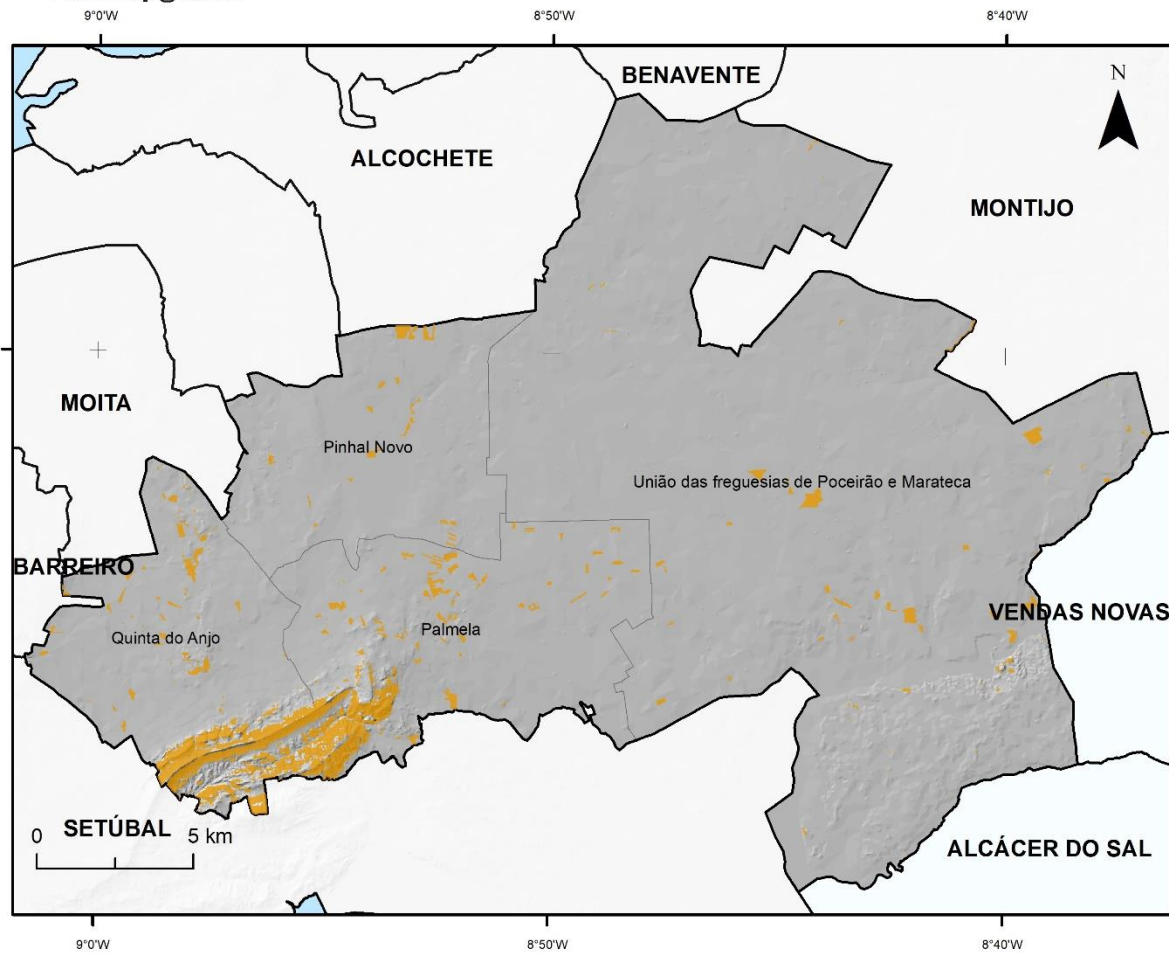 9°0'W 8°50'W 8°40'W
BENAVENTE
N
ALCOCHETE
MONTIJO
MOITA
Pinhal Novo
União das freguesias de Poceirão e Marateca
BARREIRO
VENDAS NOVAS
Quinta do Anjo
Palmela
0 SETÚBAL 5 km
ALCÁCER DO SAL
9°0'W 8°50'W 8°40'W